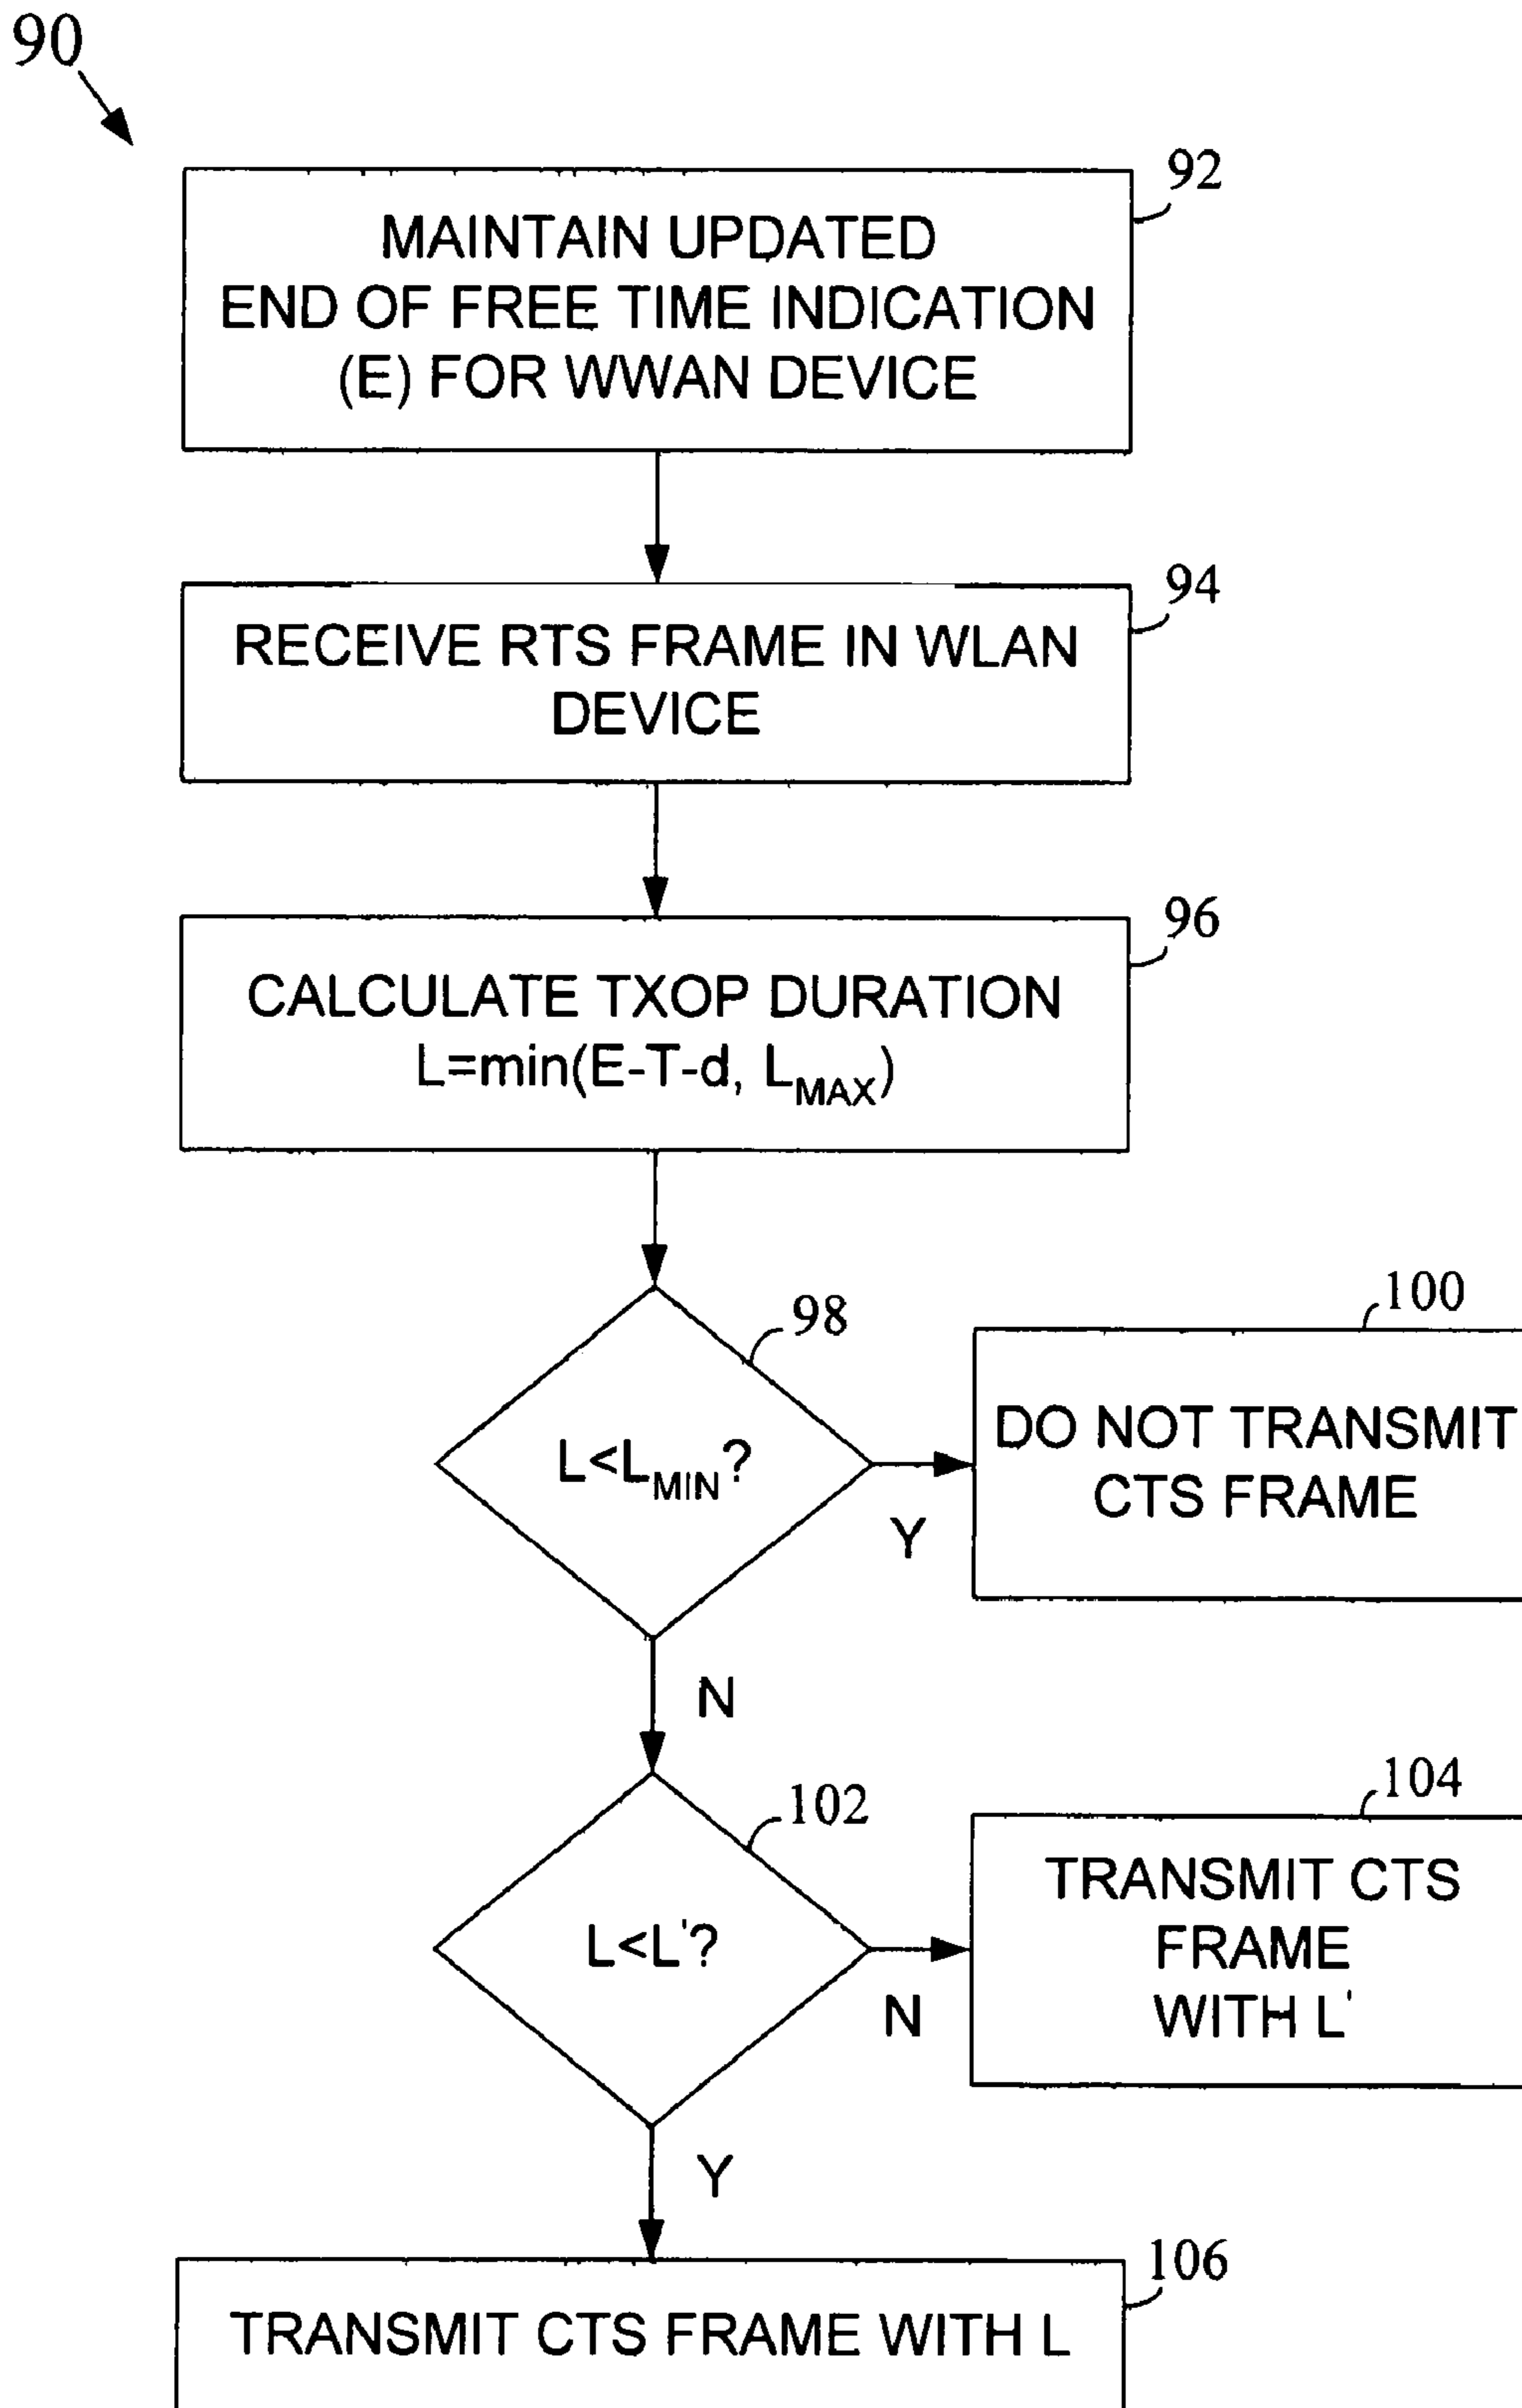 90
92
MAINTAIN UPDATED
END OF FREE TIME INDICATION
(E) FOR WWAN DEVICE
94
RECEIVE RTS FRAME IN WLAN
DEVICE
96
CALCULATE TXOP DURATION
L=min(E-T-d, LMAX)
98
L<LMIN?
Y
100
DO NOT TRANSMIT
CTS FRAME
N
102
L<L'?
N
104
TRANSMIT CTS
FRAME
WITH L'
Y
106
TRANSMIT CTS FRAME WITH L